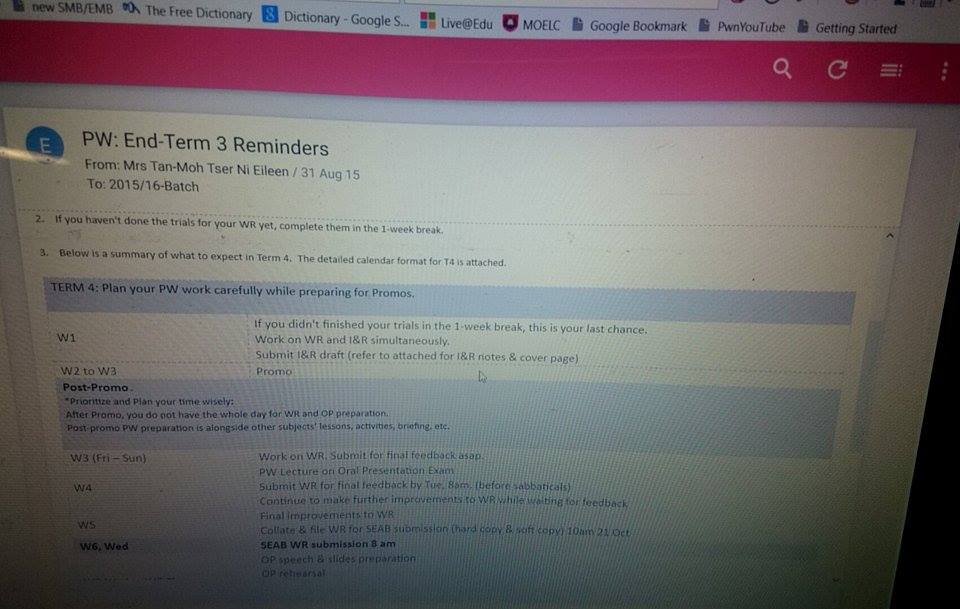 new SMB/EMB The Free Dictionary Dictionary - Google S... Live@Edu MOELC Google Bookmark PwnYouTube Getting Started
E
PW: End-Term 3 Reminders
From: Mrs Tan-Moh Tser Ni Eileen / 31 Aug 15
To: 2015/16-Batch
2. If you haven't done the trials for your WR yet, complete them in the 1-week break.
3. Below is a summary of what to expect in Term 4. The detailed calendar format for T4 is attached.
TERM 4: Plan your PW work carefully while preparing for Promos.
If you didn't finished your trials in the 1-week break, this is your last chance.
W1 Work on WR and I&R simultaneously.
Submit I&R draft (refer to attached for I&R notes & cover page)
W2 to W3 Promo
Post-Promo
*Prioritize and Plan your time wisely:
After Promo, you do not have the whole day for WR and OP preparation.
Post-promo PW preparation is alongside other subjects' lessons, activities, briefing, etc.
W3 (Fri – Sun) Work on WR. Submit for final feedback asap.
PW Lecture on Oral Presentation Exam
W4 Submit WR for final feedback by Tue, 8am. (before sabbaticals)
Continue to make further improvements to WR while waiting for feedback
Final improvements to WR
W5 Collate & file WR for SEAB submission (hard copy & soft copy) 10am 21 Oct
W6, Wed SEAB WR submission 8 am
OP speech & slides preparation
OP rehearsal